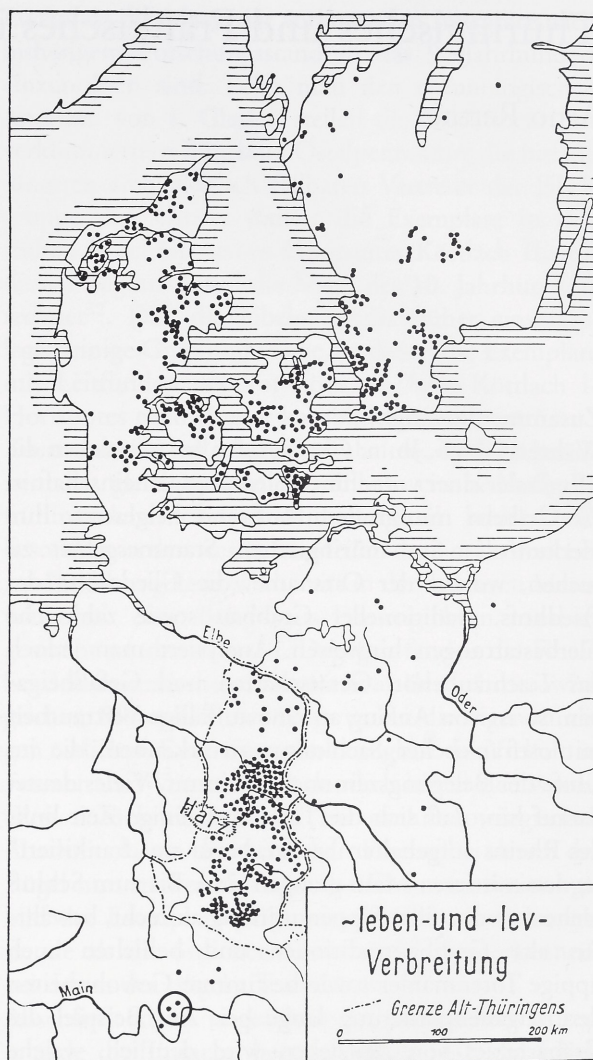 Elbe
Oder
Harz
Main
-leben-und-lev-
Verbreitung
Grenze Alt-Thüringens
0 100 200 km